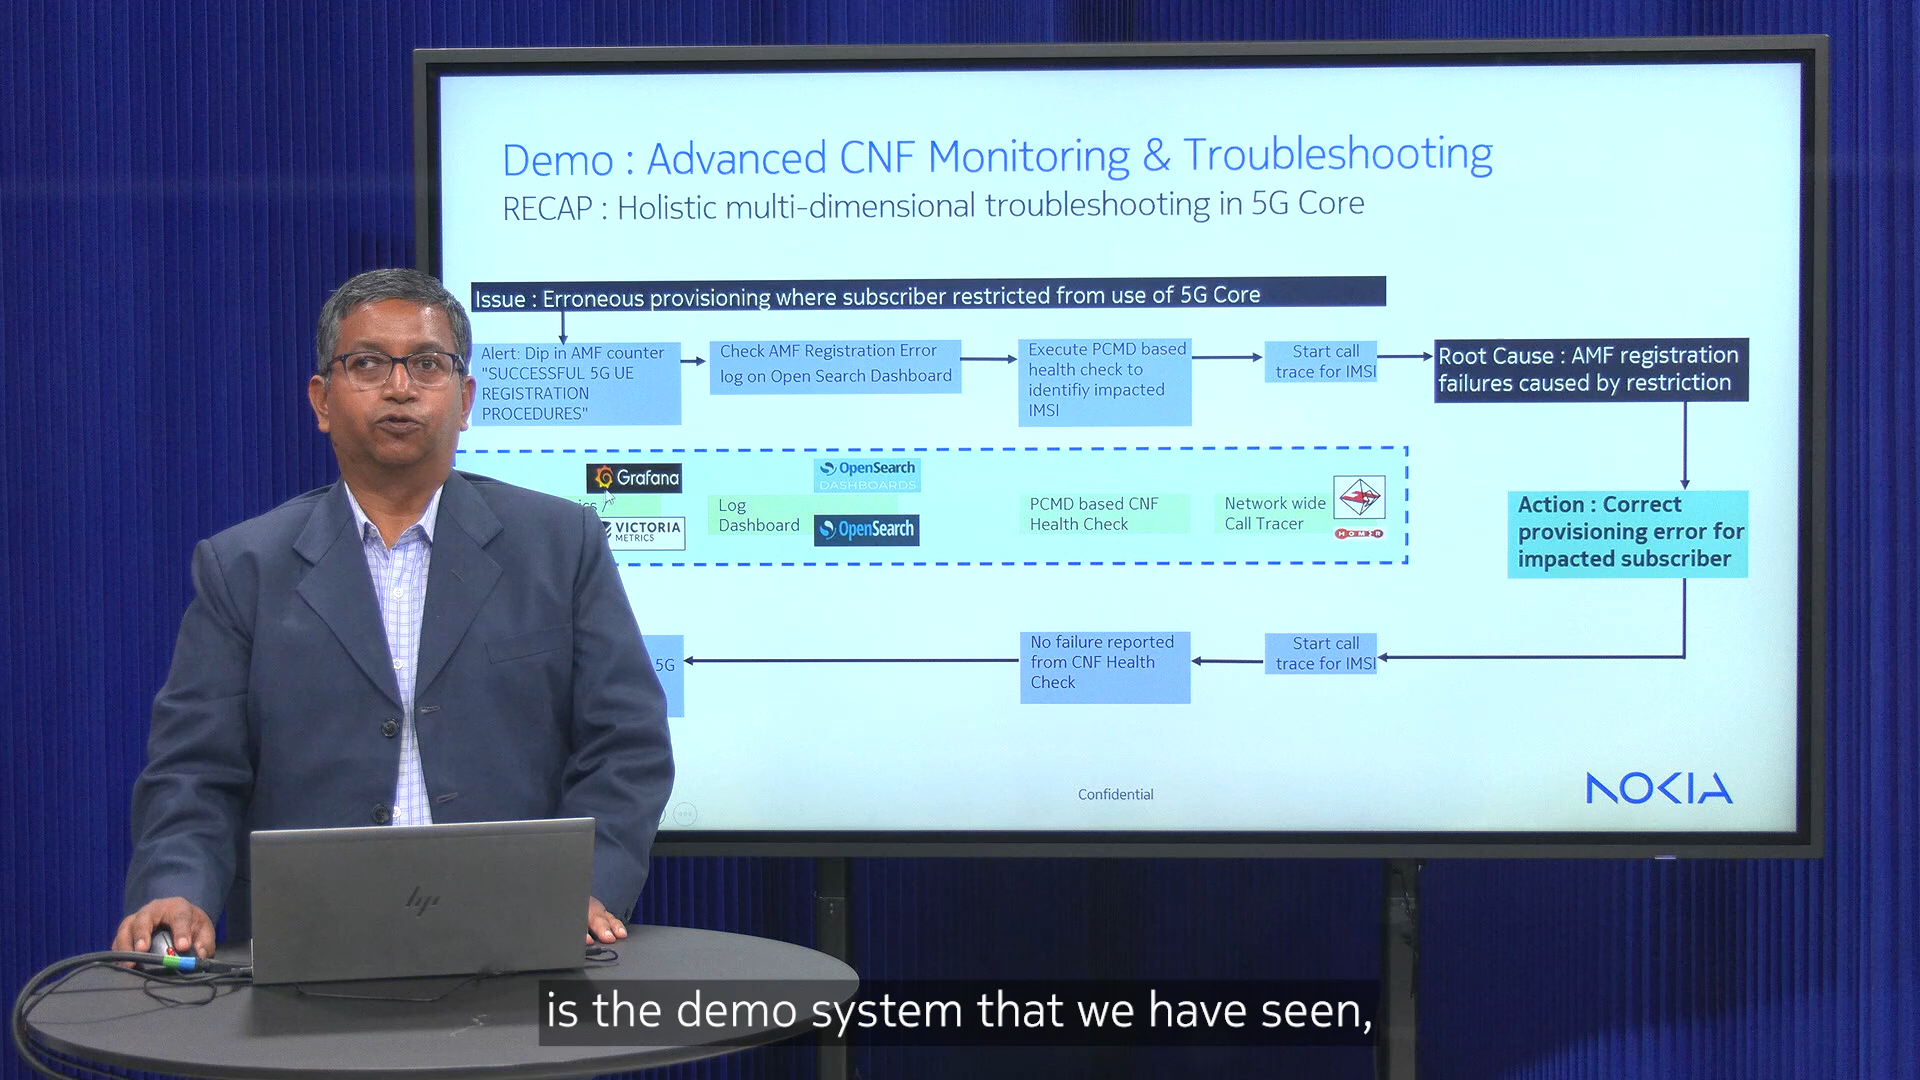 Demo : Advanced CNF Monitoring & Troubleshooting
RECAP : Holistic multi-dimensional troubleshooting in 5G Core
Issue : Erroneous provisioning where subscriber restricted from use of 5G Core
Alert: Dip in AMF counter
"SUCCESSFUL 5G UE
REGISTRATION
PROCEDURES"
Check AMF Registration Error
log on Open Search Dashboard
Execute PCMD based
health check to
identifiy impacted
IMSI
Start call
trace for IMSI
Root Cause : AMF registration
failures caused by restriction
Grafana
VICTORIA
METRICS
Log
Dashboard
OpenSearch
DASHBOARDS
OpenSearch
PCMD based CNF
Health Check
Network wide
Call Tracer
HOMER
Action : Correct
provisioning error for
impacted subscriber
5G
No failure reported
from CNF Health
Check
Start call
trace for IMSI
Confidential
NOKIA
hp
is the demo system that we have seen,